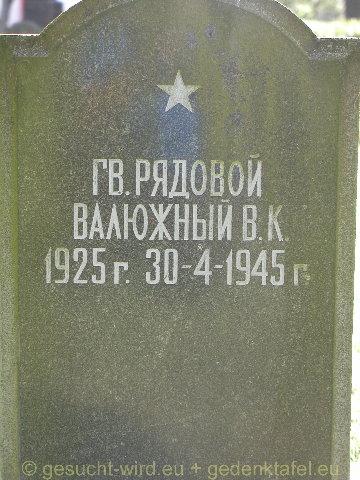 ГВ. РЯДОВОЙ
ВАЛЮЖНЫЙ В.К.
1925 г. 30-4-1945 г.
© gesucht-wird.eu + gedenktafel.eu